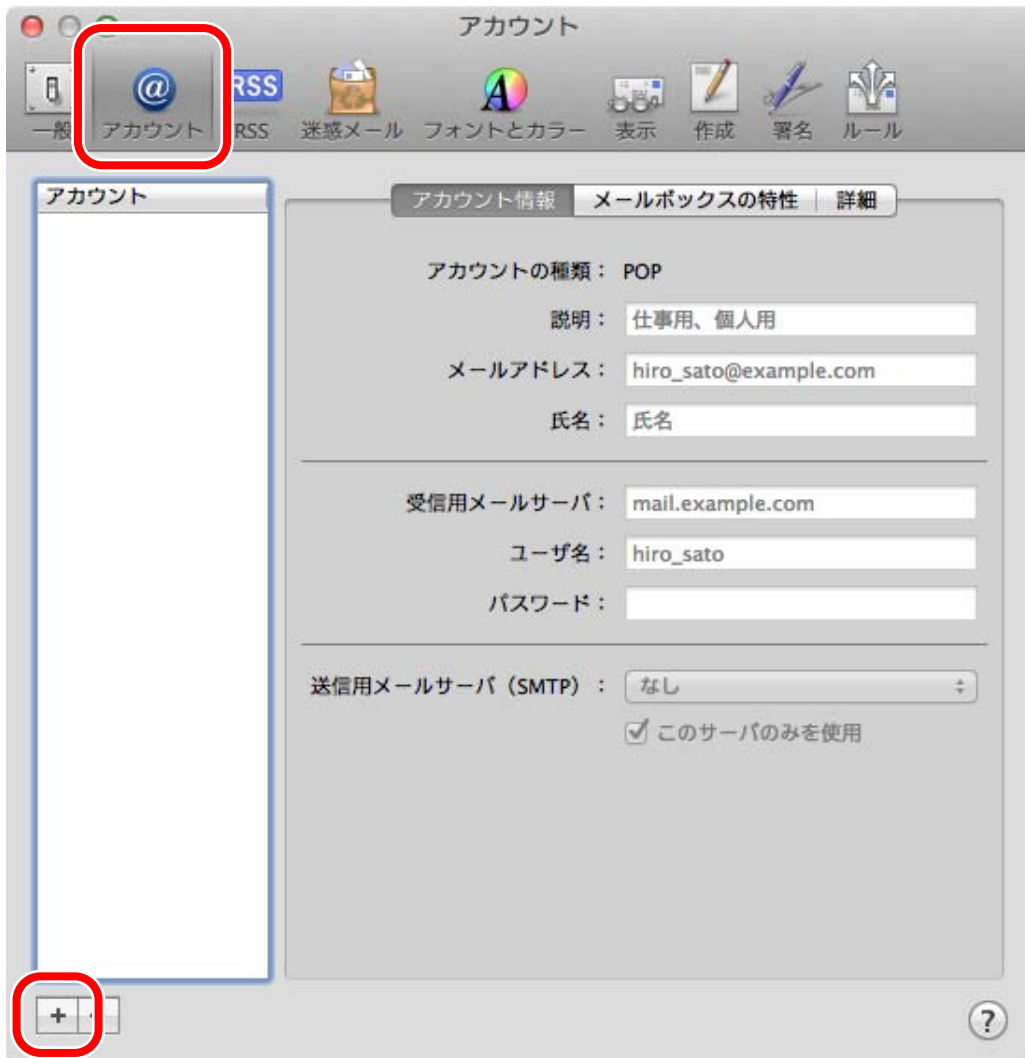 アカウント
@
RSS
一般 アカウント RSS 迷惑メール フォントとカラー 表示 作成 署名 ルール
アカウント
アカウント情報 メールボックスの特性 詳細
アカウントの種類： POP
説明： 仕事用、個人用
メールアドレス： hiro_sato@example.com
氏名： 氏名
受信用メールサーバ： mail.example.com
ユーザ名： hiro_sato
パスワード：
送信用メールサーバ（SMTP）： なし
このサーバのみを使用
+
?